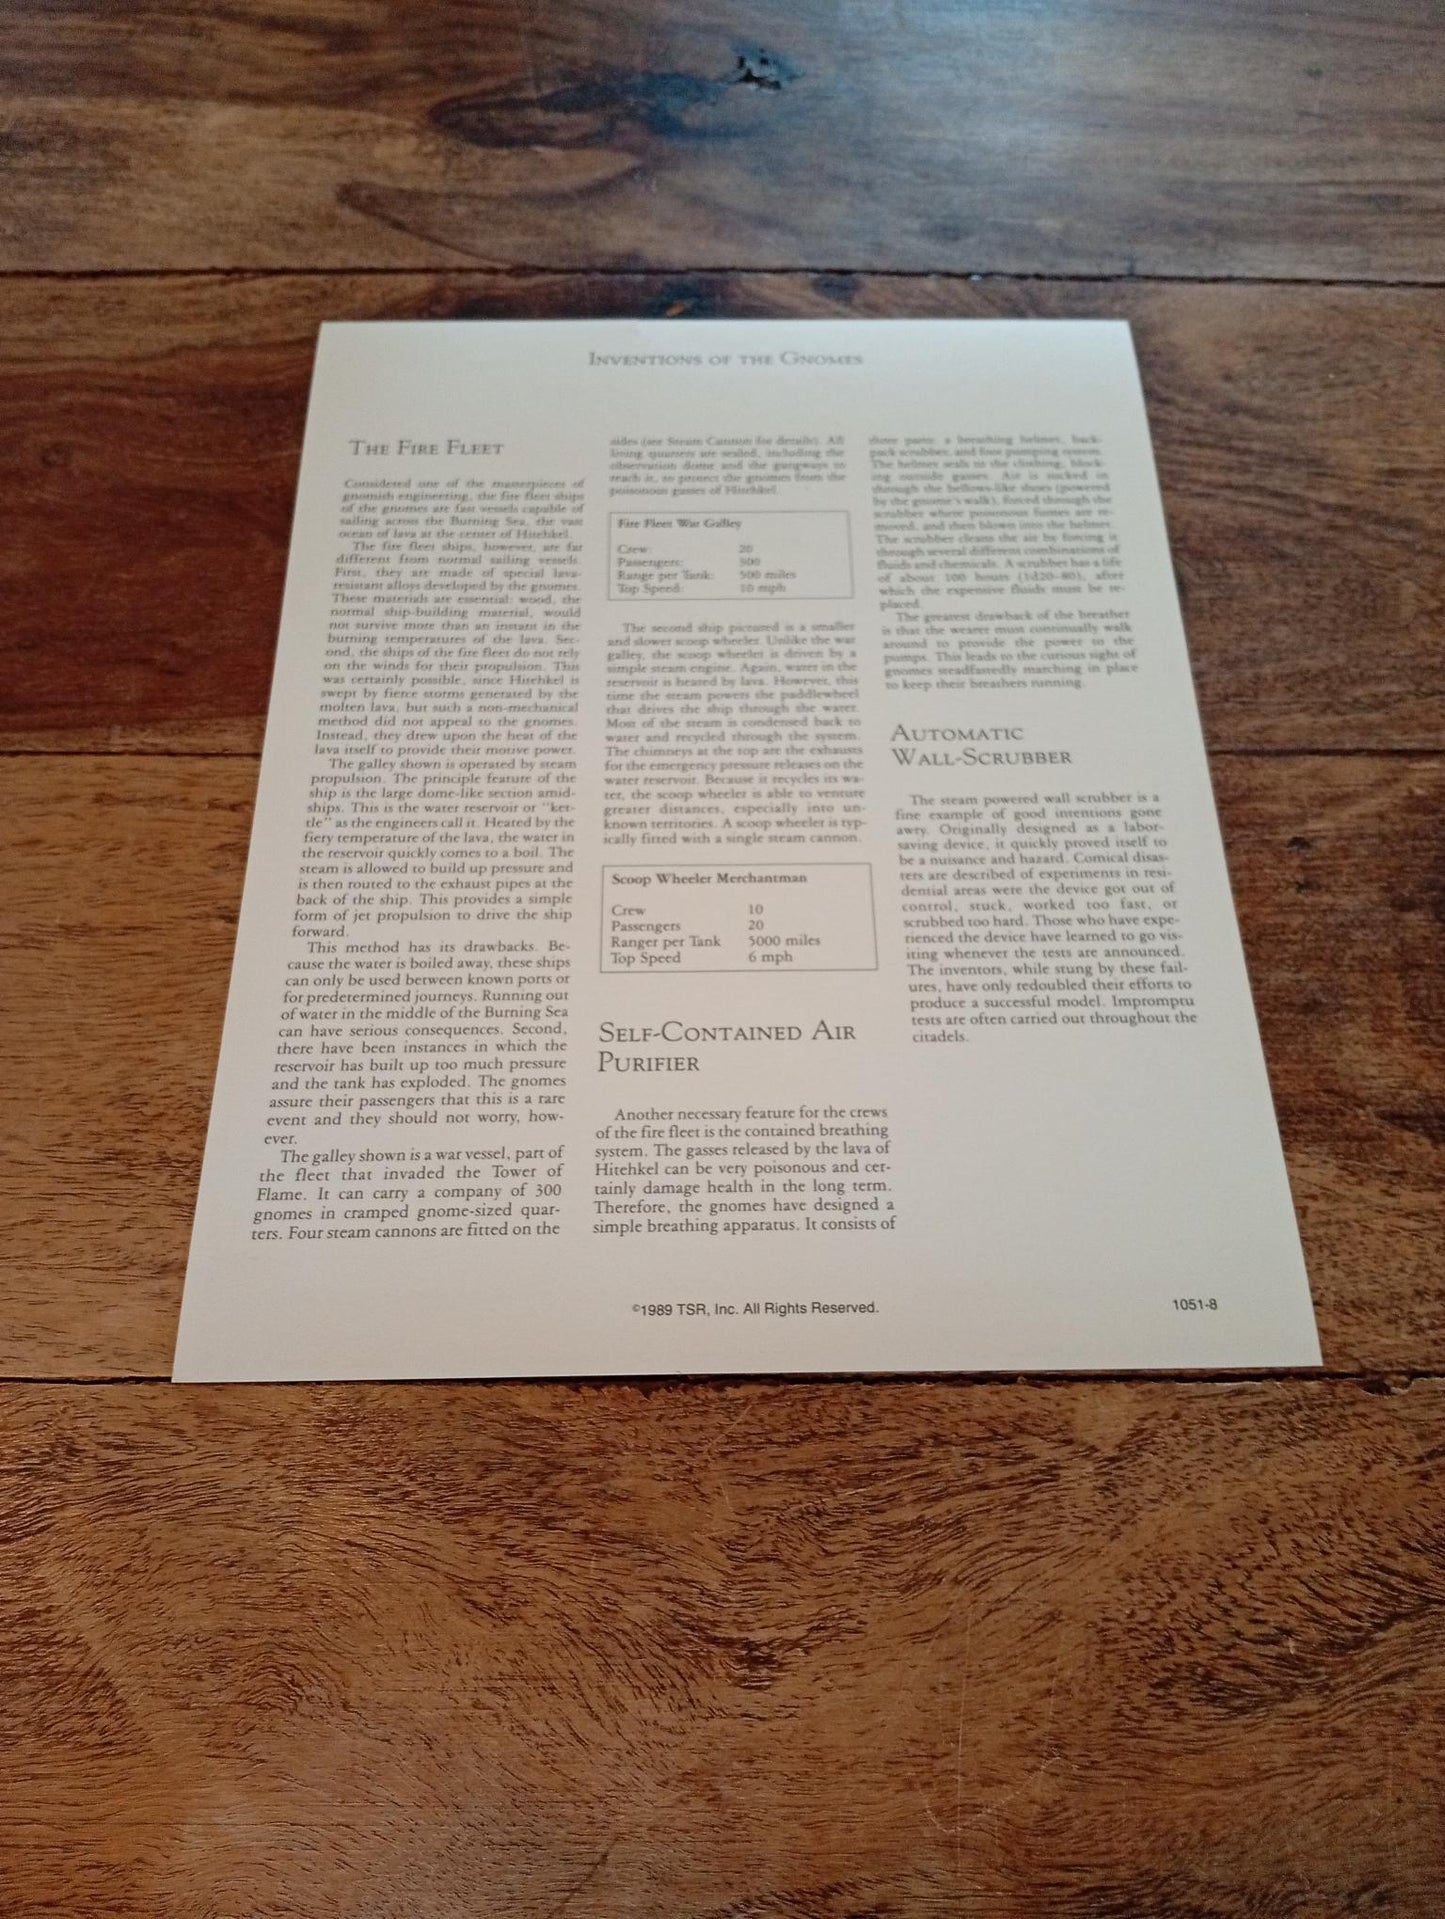 INVENTIONS OF THE GNOMES
THE FIRE FLEET
Considered one of the masterpieces of
gnomish engineering, the fire fleet ships
of the gnomes are fast vessels capable of
sailing across the Burning Sea, the vast
ocean of lava at the center of Hitehkel.
The fire fleet ships, however, are far
different from normal sailing vessels.
First, they are made of special lava-
resistant alloys developed by the gnomes.
These materials are essential: wood, the
normal ship-building material, would
not survive more than an instant in the
burning temperatures of the lava. Sec-
ond, the ships of the fire fleet do not rely
on the winds for their propulsion. This
was certainly possible, since Hitehkel is
swept by fierce storms generated by the
molten lava, but such a non-mechanical
method did not appeal to the gnomes.
Instead, they drew upon the heat of the
lava itself to provide their motive power.
The galley shown is operated by steam
propulsion. The principle feature of the
ship is the large dome-like section amid-
ships. This is the water reservoir or "ket-
tle" as the engineers call it. Heated by the
fiery temperature of the lava, the water in
the reservoir quickly comes to a boil. The
steam is allowed to build up pressure and
is then routed to the exhaust pipes at the
back of the ship. This provides a simple
form of jet propulsion to drive the ship
forward.
This method has its drawbacks. Be-
cause the water is boiled away, these ships
can only be used between known ports or
for predetermined journeys. Running out
of water in the middle of the Burning Sea
can have serious consequences. Second,
there have been instances in which the
reservoir has built up too much pressure
and the tank has exploded. The gnomes
assure their passengers that this is a rare
event and they should not worry, how-
ever.
The galley shown is a war vessel, part of
the fleet that invaded the Tower of
Flame. It can carry a company of 300
gnomes in cramped gnome-sized quar-
ters. Four steam cannons are fitted on the
sides (see Steam Cannon for details). All
living quarters are sealed, including the
observation dome and the gangways to
reach it, to protect the gnomes from the
poisonous gasses of Hitehkel.
Fire Fleet War Galley
Crew: 20
Passengers: 300
Range per Tank: 500 miles
Top Speed: 10 mph
The second ship pictured is a smaller
and slower scoop wheeler. Unlike the war
galley, the scoop wheeler is driven by a
simple steam engine. Again, water in the
reservoir is heated by lava. However, this
time the steam powers the paddlewheel
that drives the ship through the water.
Most of the steam is condensed back to
water and recycled through the system.
The chimneys at the top are the exhausts
for the emergency pressure releases on the
water reservoir. Because it recycles its wa-
ter, the scoop wheeler is able to venture
greater distances, especially into un-
known territories. A scoop wheeler is typ-
ically fitted with a single steam cannon.
Scoop Wheeler Merchantman
Crew 10
Passengers 20
Ranger per Tank 5000 miles
Top Speed 6 mph
SELF-CONTAINED AIR
PURIFIER
Another necessary feature for the crews
of the fire fleet is the contained breathing
system. The gasses released by the lava of
Hitehkel can be very poisonous and cer-
tainly damage health in the long term.
Therefore, the gnomes have designed a
simple breathing apparatus. It consists of
three parts: a breathing helmet, back-
pack scrubber, and foot pumping system.
The helmet seals to the clothing, block-
ing outside gasses. Air is sucked in
through the bellows-like shoes (powered
by the gnome's walk), forced through the
scrubber where poisonous fumes are re-
moved, and then blown into the helmet.
The scrubber cleans the air by forcing it
through several different combinations of
fluids and chemicals. A scrubber has a life
of about 100 hours (1d20+80), after
which the expensive fluids must be re-
placed.
The greatest drawback of the breather
is that the wearer must continually walk
around to provide the power to the
pumps. This leads to the curious sight of
gnomes steadfastedly marching in place
to keep their breathers running.
AUTOMATIC
WALL-SCRUBBER
The steam powered wall scrubber is a
fine example of good intentions gone
awry. Originally designed as a labor-
saving device, it quickly proved itself to
be a nuisance and hazard. Comical disas-
ters are described of experiments in resi-
dential areas were the device got out of
control, stuck, worked too fast, or
scrubbed too hard. Those who have expe-
rienced the device have learned to go vis-
iting whenever the tests are announced.
The inventors, while stung by these fail-
ures, have only redoubled their efforts to
produce a successful model. Impromptu
tests are often carried out throughout the
citadels.
©1989 TSR, Inc. All Rights Reserved.
1051-8